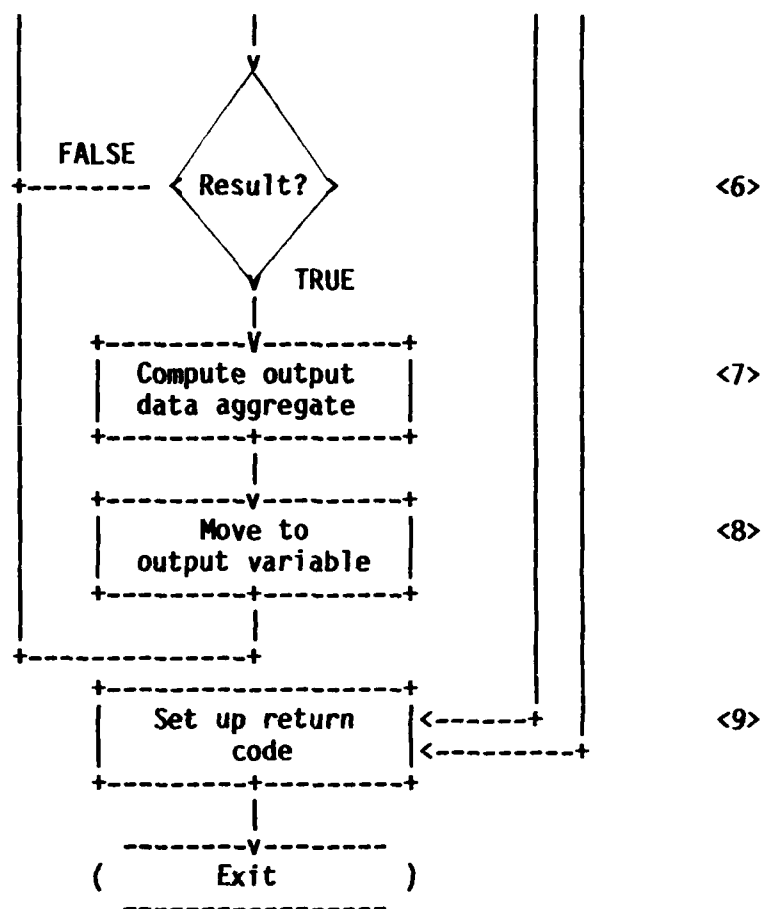 FALSE
Result?
<6>
TRUE
Compute output
data aggregate
<7>
Move to
output variable
<8>
Set up return
code
<9>
( Exit )